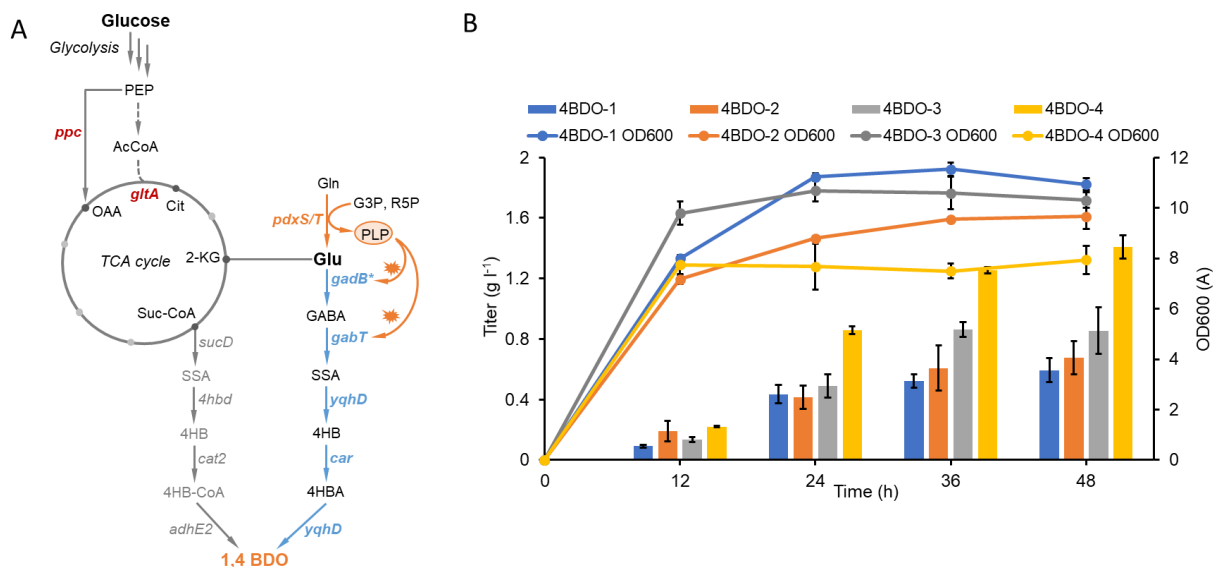 A
Glucose
Glycolysis
PEP
ppc
AcCoA
gltA
OAA
Cit
TCA cycle
2-KG
Suc-CoA
sucD
SSA
4hbd
4HB
cat2
4HB-CoA
adhE2
Gln
G3P, R5P
pdxS/T
PLP
Glu
gadB*
GABA
gabT
SSA
yqhD
4HB
car
4HBA
yqhD
1,4 BDO
B
4BDO-1 4BDO-2 4BDO-3 4BDO-4
4BDO-1 OD600 4BDO-2 OD600 4BDO-3 OD600 4BDO-4 OD600
Titer (g l⁻¹)
2
1.6
1.2
0.8
0.4
0
12
10
8
6
4
2
0
OD600 (A)
0 12 24 36 48
Time (h)